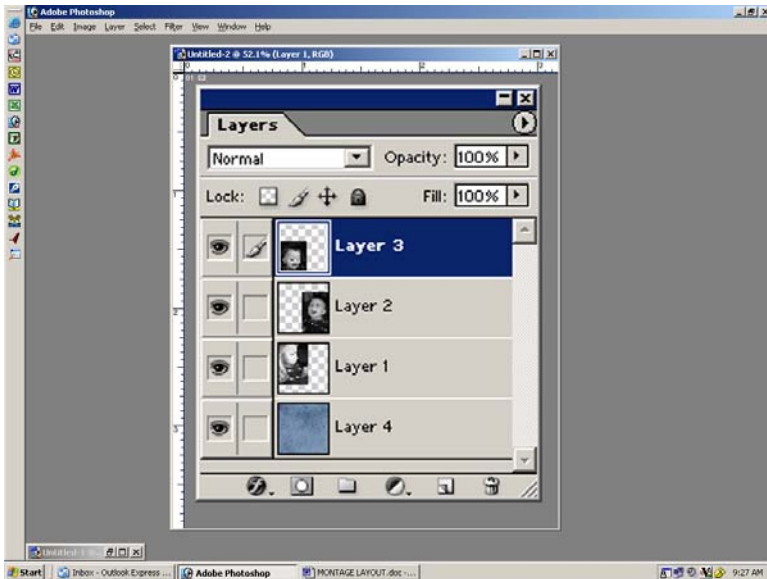 Adobe Photoshop
File Edit Image Layer Select Filter View Window Help
Untitled-2 @ 52.1% (Layer 1, RGB)
Layers
Normal Opacity: 100%
Lock: Fill: 100%
Layer 3
Layer 2
Layer 1
Layer 4
Start Inbox - Outlook Express ... Adobe Photoshop MONTAGE LAYOUT.doc -... 9:27 AM